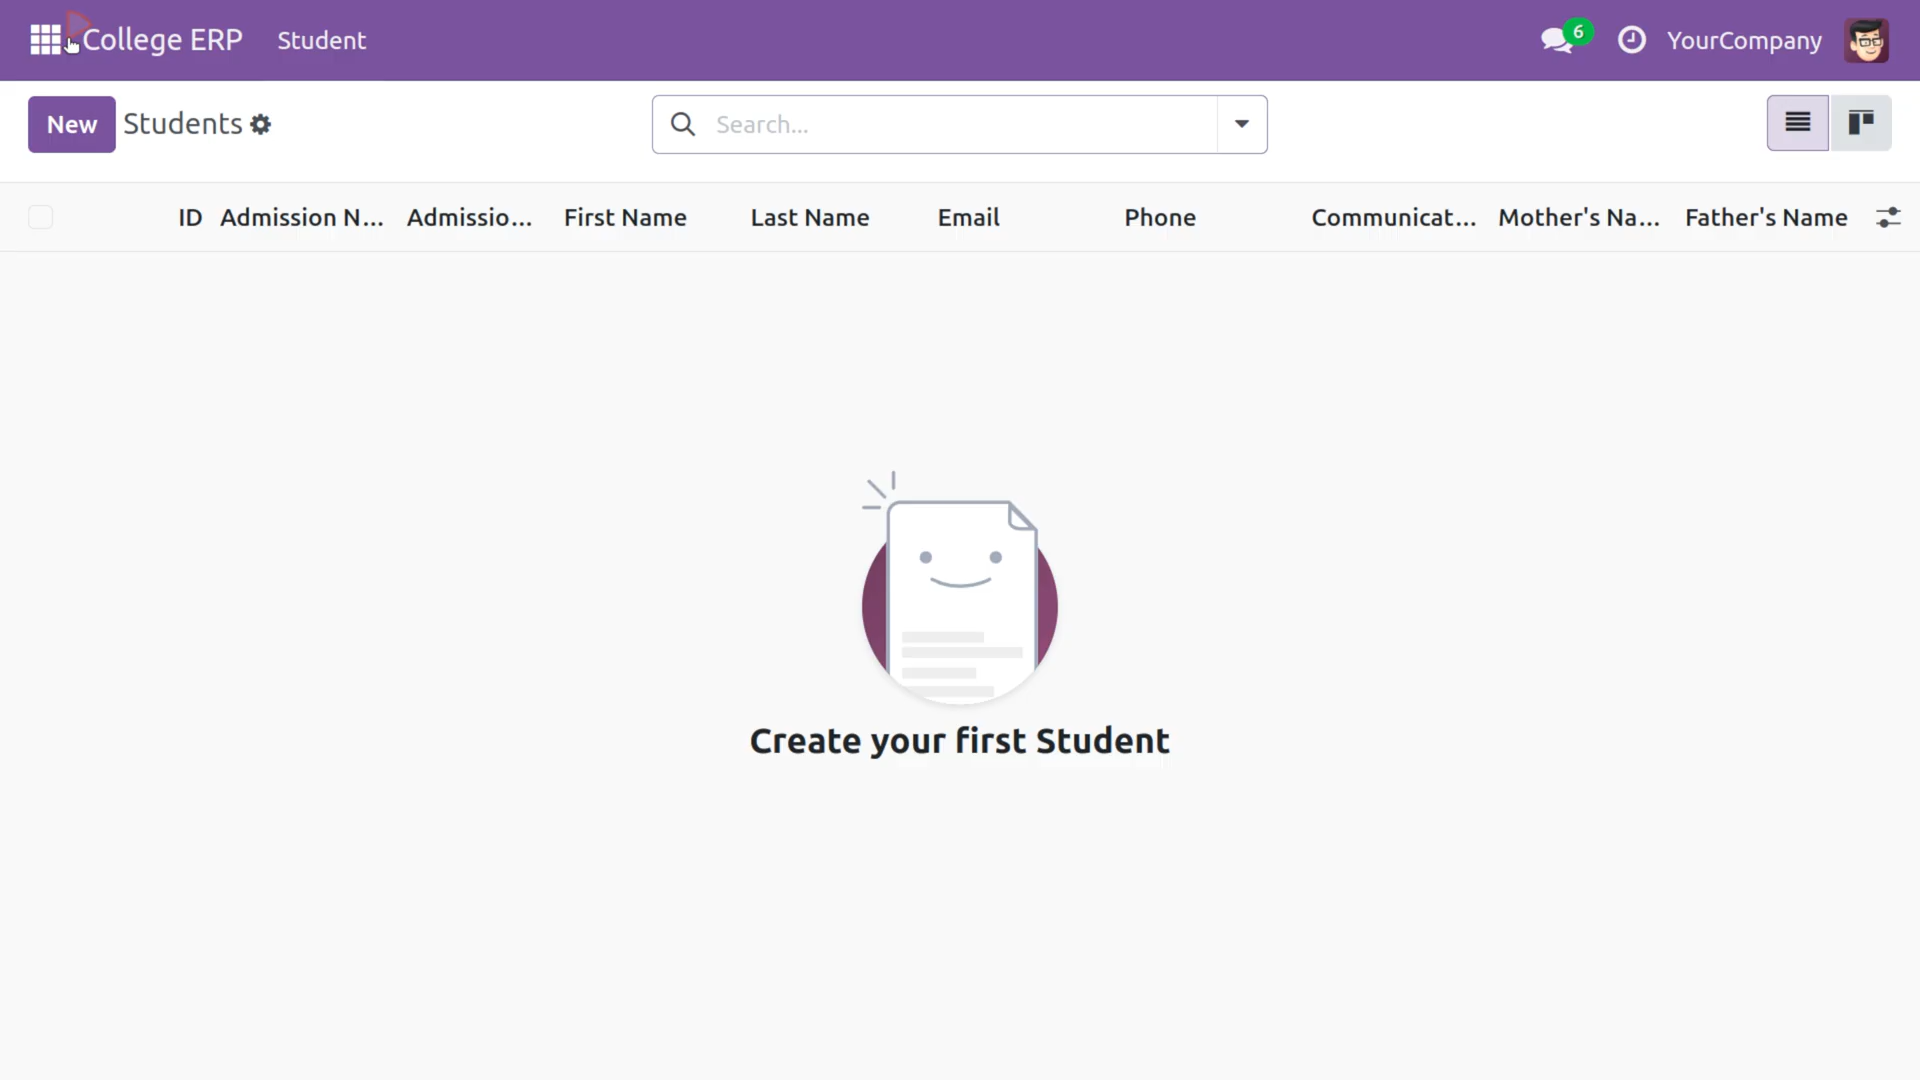 College ERP Student 6 YourCompany
New Students Search...
ID Admission N... Admissio... First Name Last Name Email Phone Communicat... Mother's Na... Father's Name
Create your first Student